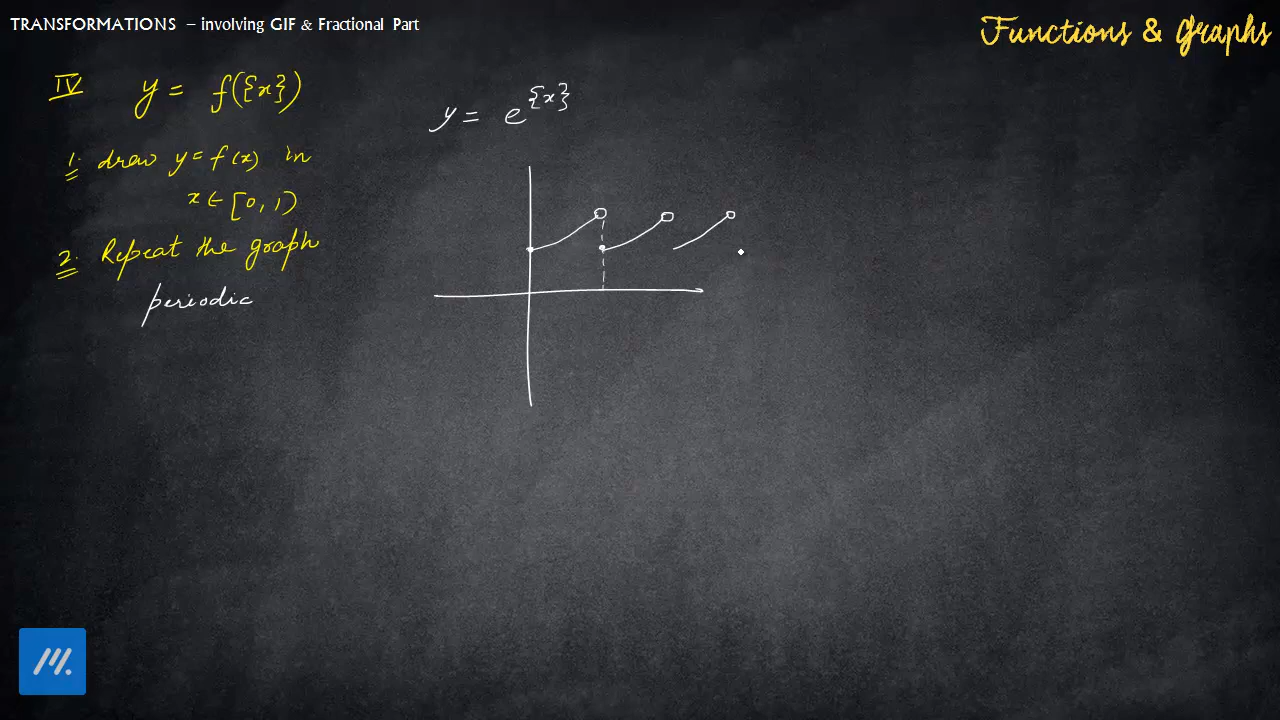 TRANSFORMATIONS – involving GIF & Fractional Part
Functions & Graphs
IV y = f({x})
1. draw y = f(x) in
x ∈ [0, 1)
2. Repeat the graph
periodic
y = e^{x}